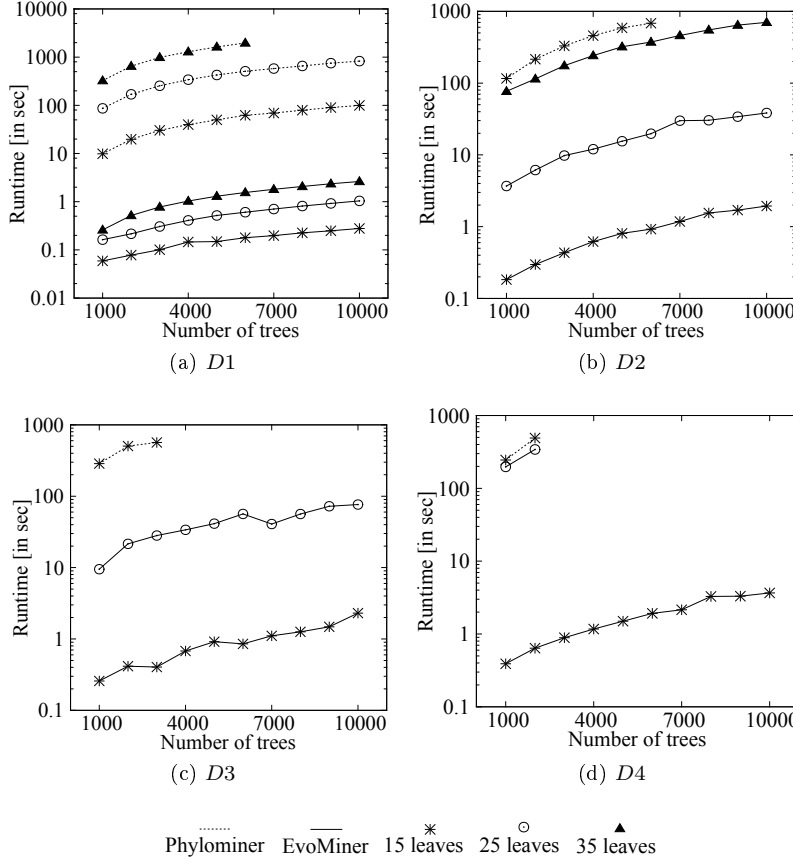 10000
1000
100
10
1
0.1
0.01
Runtime [in sec]
1000 4000 7000 10000
Number of trees
(a) D1
1000
100
10
1
0.1
Runtime [in sec]
1000 4000 7000 10000
Number of trees
(b) D2
1000
100
10
1
0.1
Runtime [in sec]
1000 4000 7000 10000
Number of trees
(c) D3
1000
100
10
1
0.1
Runtime [in sec]
1000 4000 7000 10000
Number of trees
(d) D4
Phylominer EvoMiner 15 leaves 25 leaves 35 leaves